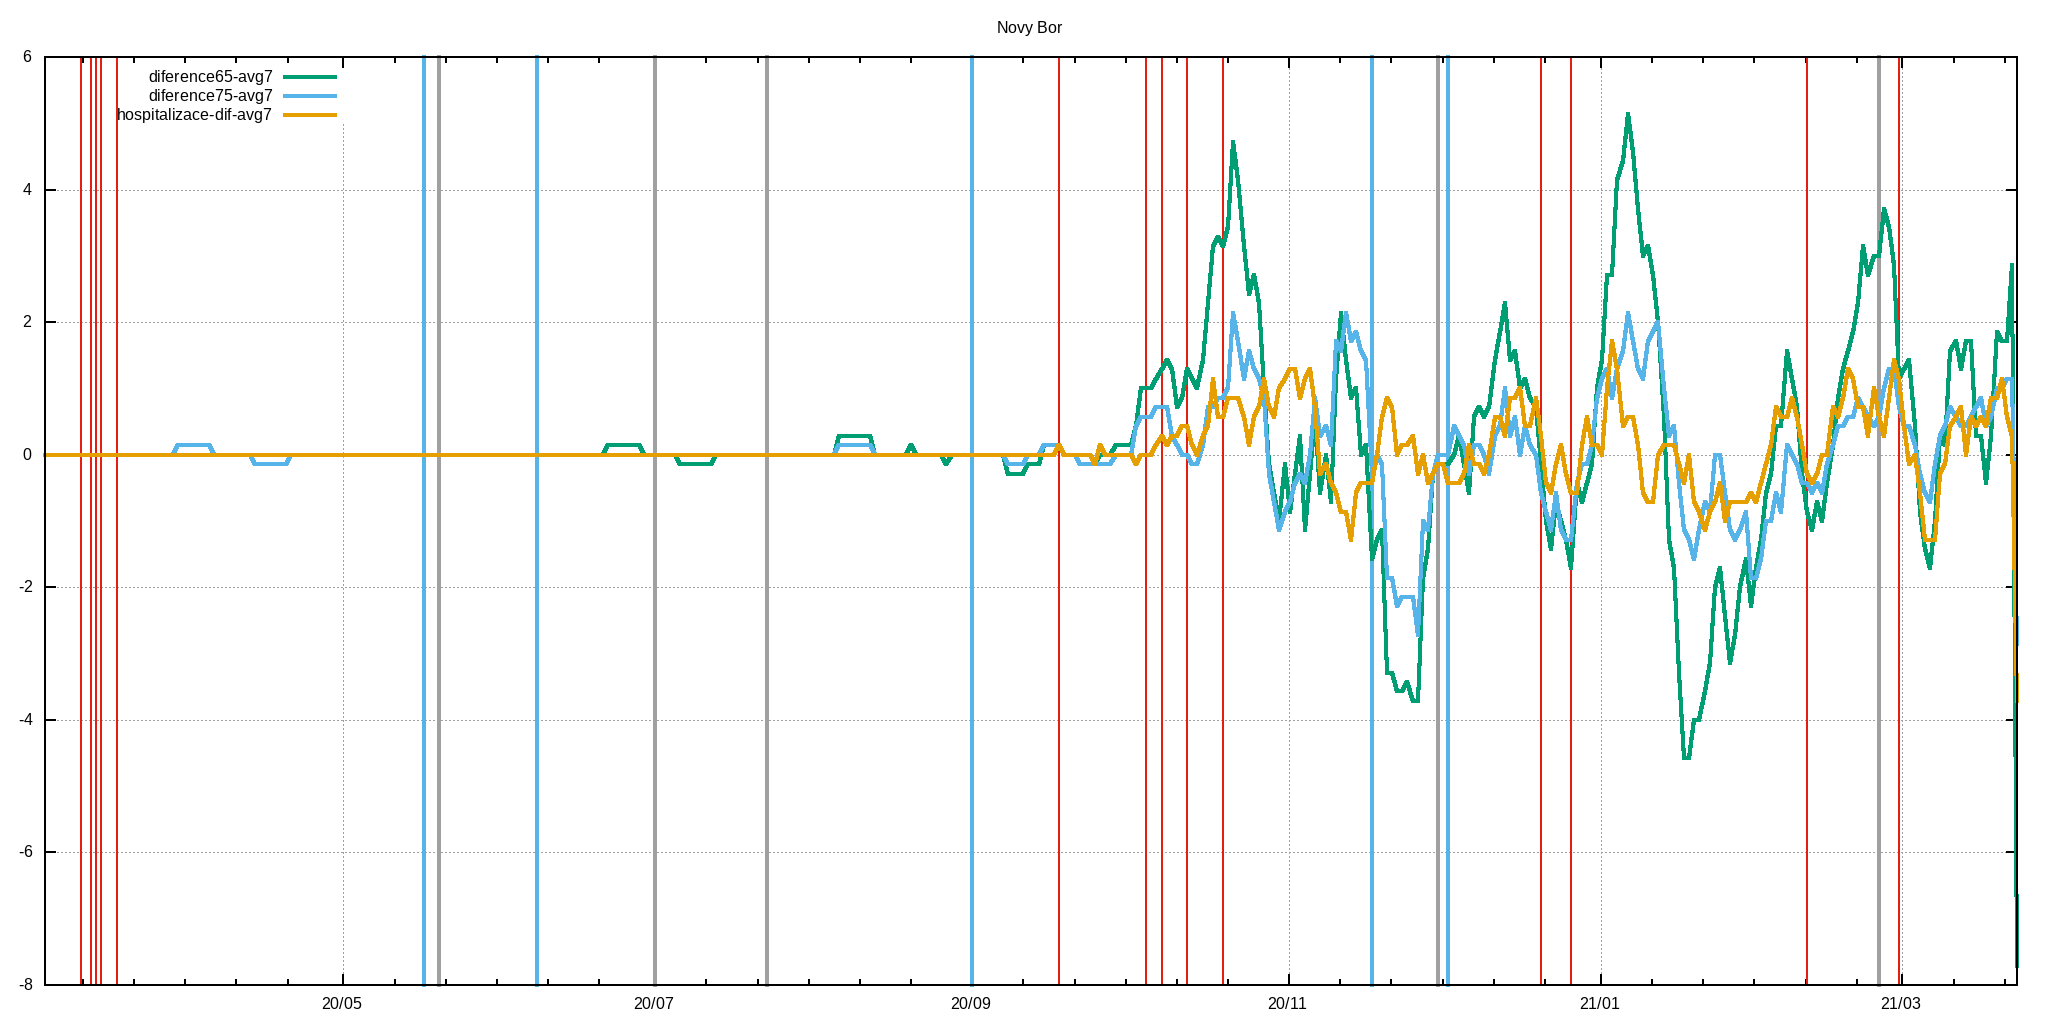 Novy Bor
6
diference65-avg7
diference75-avg7
hospitalizace-dif-avg7
4
2
0
-2
-4
-6
-8
20/05 20/07 20/09 20/11 21/01 21/03